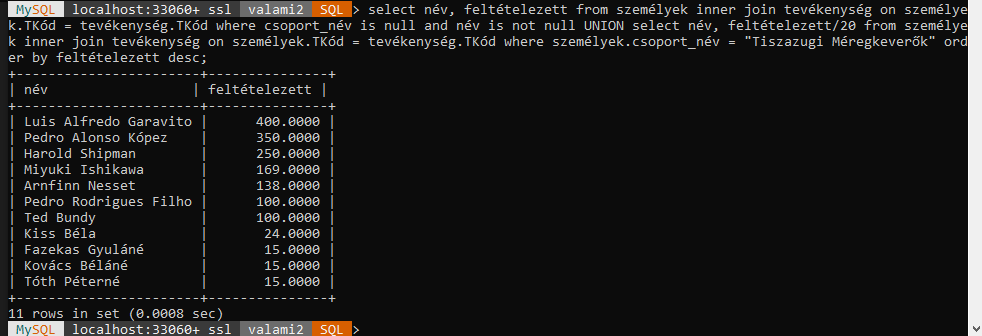 MySQL localhost:33060+ ssl valami2 SQL > select név, feltételezett from személyek inner join tevékenység on személye
k.TKód = tevékenység.TKód where csoport_név is null and név is not null UNION select név, feltételezett/20 from személye
k inner join tevékenység on személyek.TKód = tevékenység.TKód where személyek.csoport_név = "Tiszazugi Méregkeverők" ord
er by feltételezett desc;
+-----------------------+---------------+
| név                   | feltételezett |
+-----------------------+---------------+
| Luis Alfredo Garavito |      400.0000 |
| Pedro Alonso Kópez    |      350.0000 |
| Harold Shipman        |      250.0000 |
| Miyuki Ishikawa       |      169.0000 |
| Arnfinn Nesset        |      138.0000 |
| Pedro Rodrigues Filho |      100.0000 |
| Ted Bundy             |      100.0000 |
| Kiss Béla             |       24.0000 |
| Fazekas Gyuláné       |       15.0000 |
| Kovács Béláné         |       15.0000 |
| Tóth Péterné          |       15.0000 |
+-----------------------+---------------+
11 rows in set (0.0008 sec)
MySQL localhost:33060+ ssl valami2 SQL >